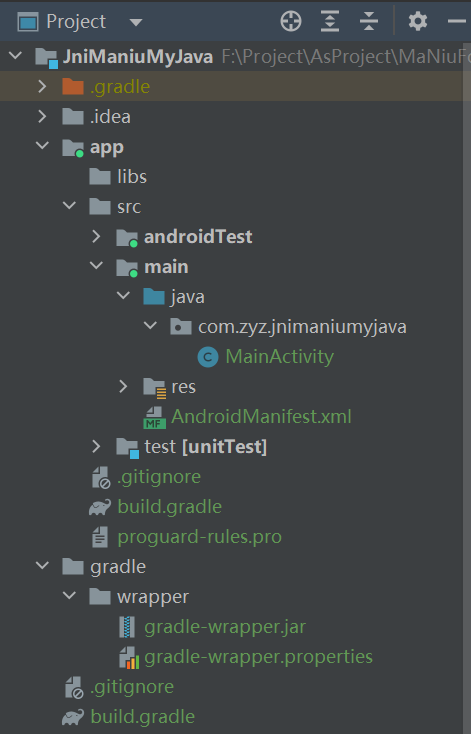 Project
JniManiuMyJava F:\Project\AsProject\MaNiuFo
.gradle
.idea
app
libs
src
androidTest
main
java
com.zyz.jnimaniumyjava
C MainActivity
res
MF AndroidManifest.xml
test [unitTest]
.gitignore
build.gradle
proguard-rules.pro
gradle
wrapper
gradle-wrapper.jar
gradle-wrapper.properties
.gitignore
build.gradle